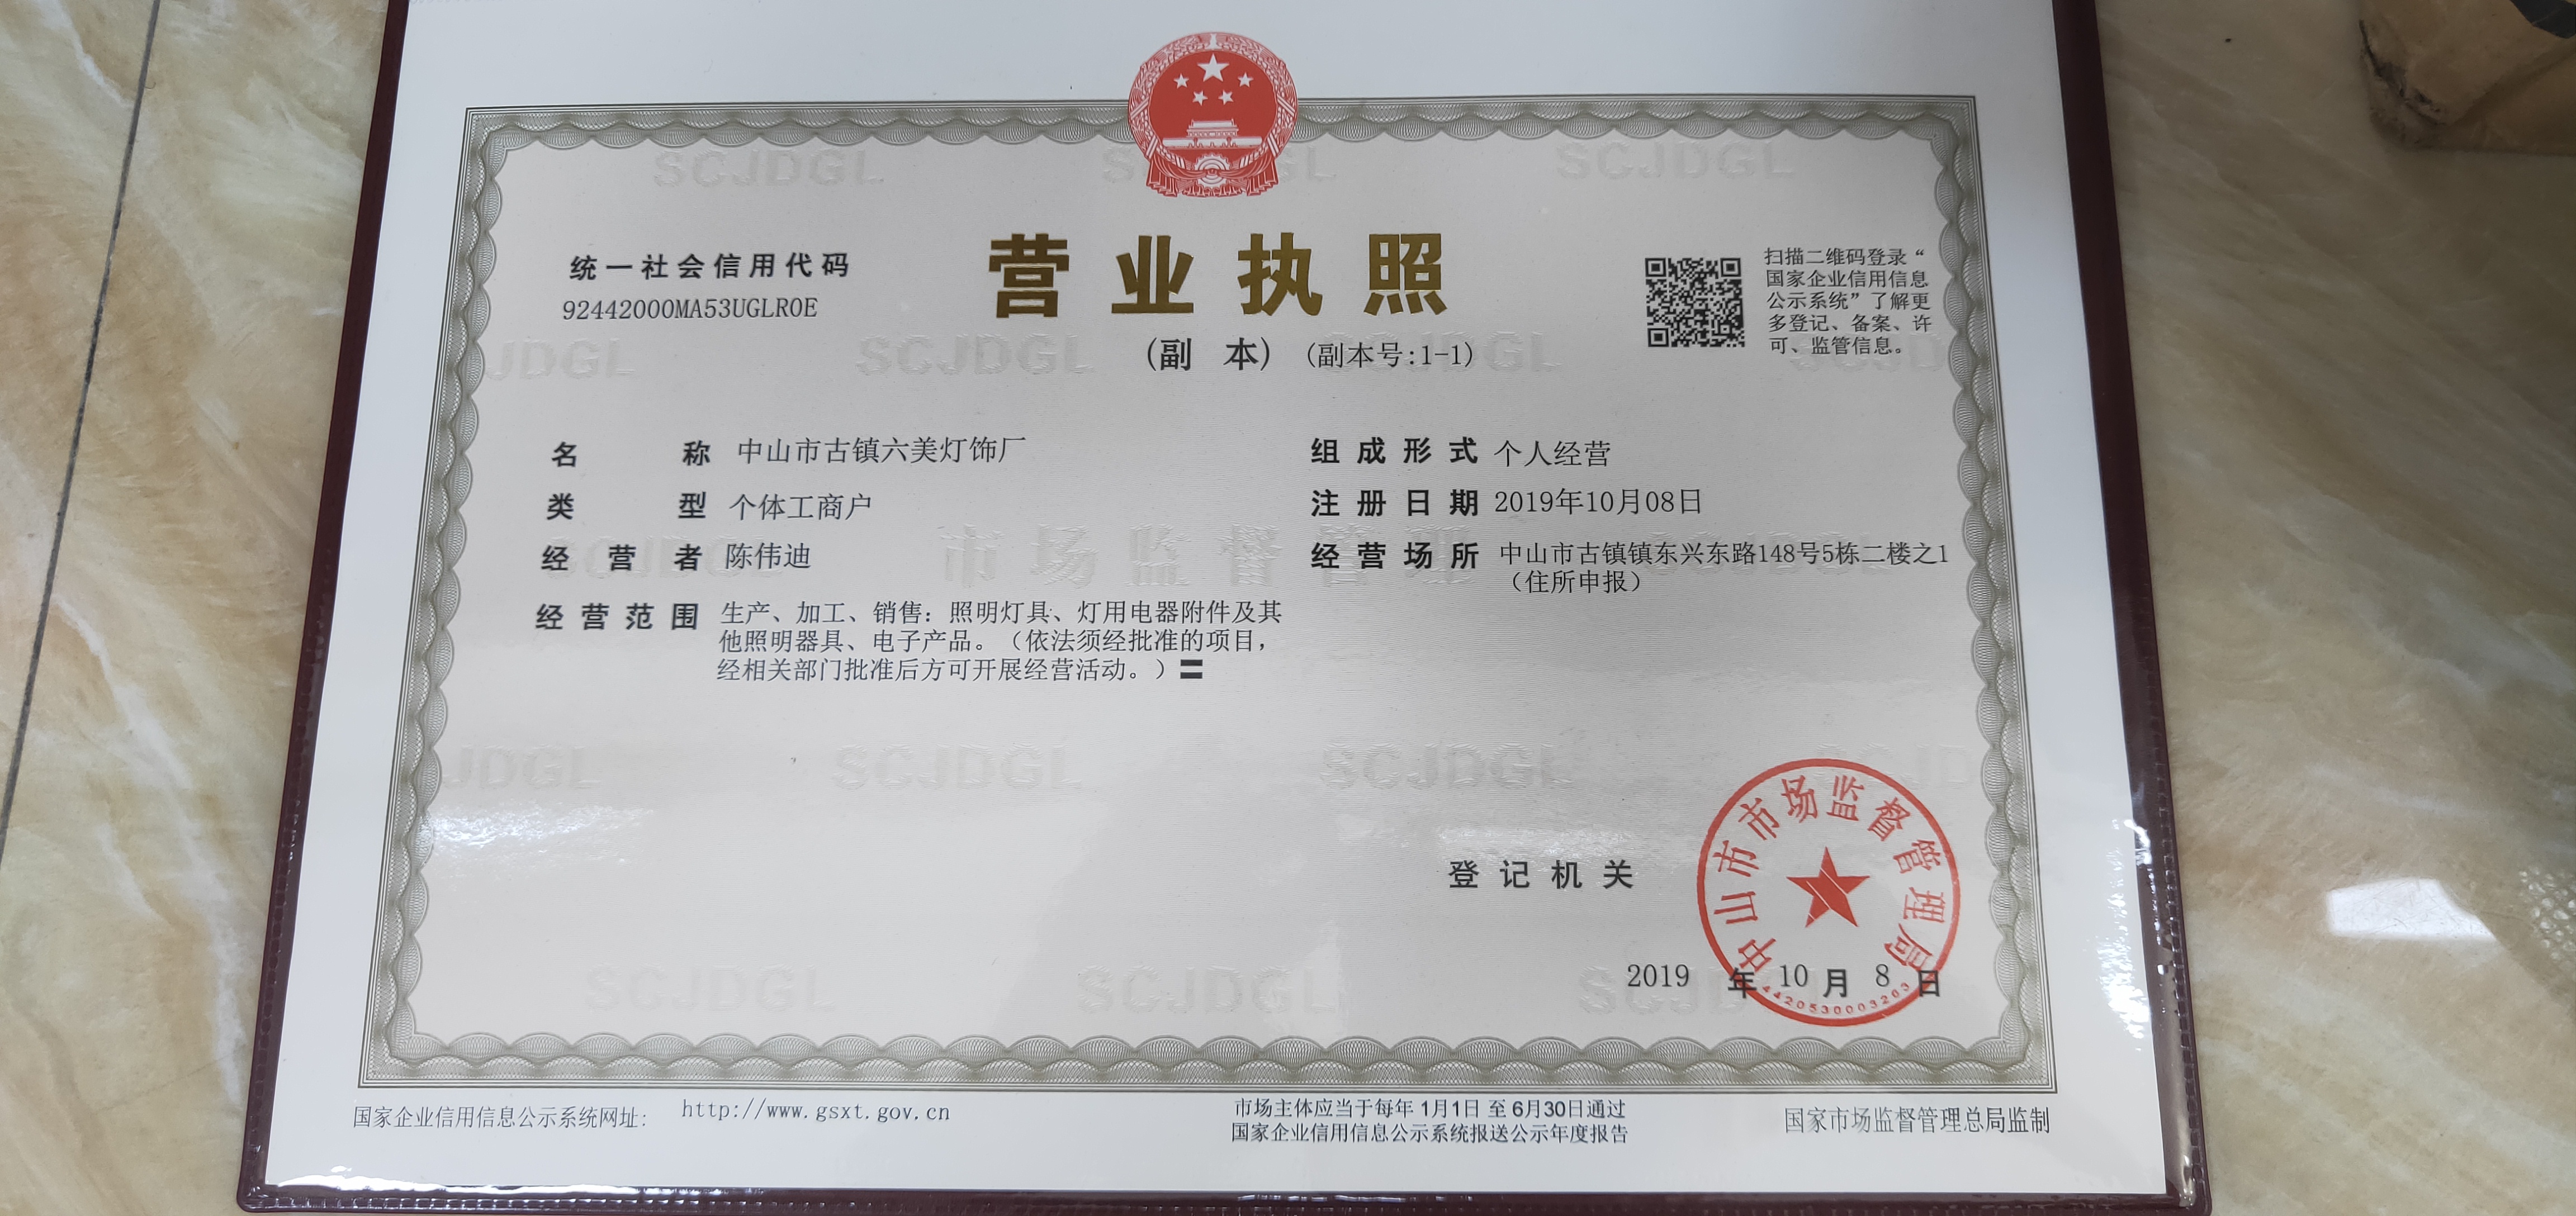 营业执照
(副 本) (副本号:1-1)
统一社会信用代码
92442000MA53UGLR0E
扫描二维码登录“
国家企业信用信息
公示系统”了解更
多登记、备案、许
可、监管信息。
名 称 中山市古镇六美灯饰厂
类 型 个体工商户
经 营 者 陈伟迪
经 营 范 围 生产、加工、销售：照明灯具、灯用电器附件及其
他照明器具、电子产品。（依法须经批准的项目，
经相关部门批准后方可开展经营活动。）〓
组 成 形 式 个人经营
注 册 日 期 2019年10月08日
经 营 场 所 中山市古镇镇东兴东路148号5栋二楼之1
（住所申报）
登 记 机 关
中山市市场监督管理局
4420530003203
2019 年 10 月 8 日
SCJDGL
市场监督管理
国家企业信用信息公示系统网址： http://www.gsxt.gov.cn
市场主体应当于每年 1月1日 至 6月30日通过
国家企业信用信息公示系统报送公示年度报告
国家市场监督管理总局监制